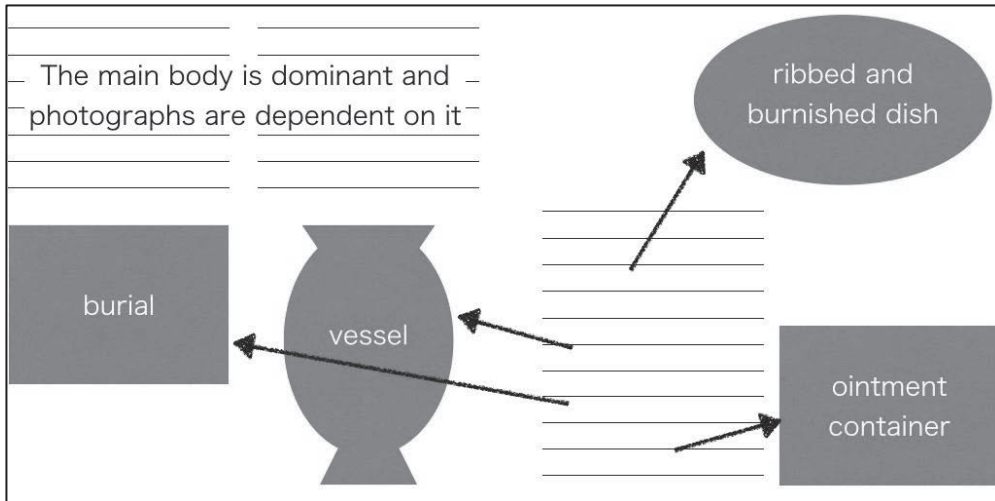 The main body is dominant and
photographs are dependent on it
ribbed and
burnished dish
burial
vessel
ointment
container